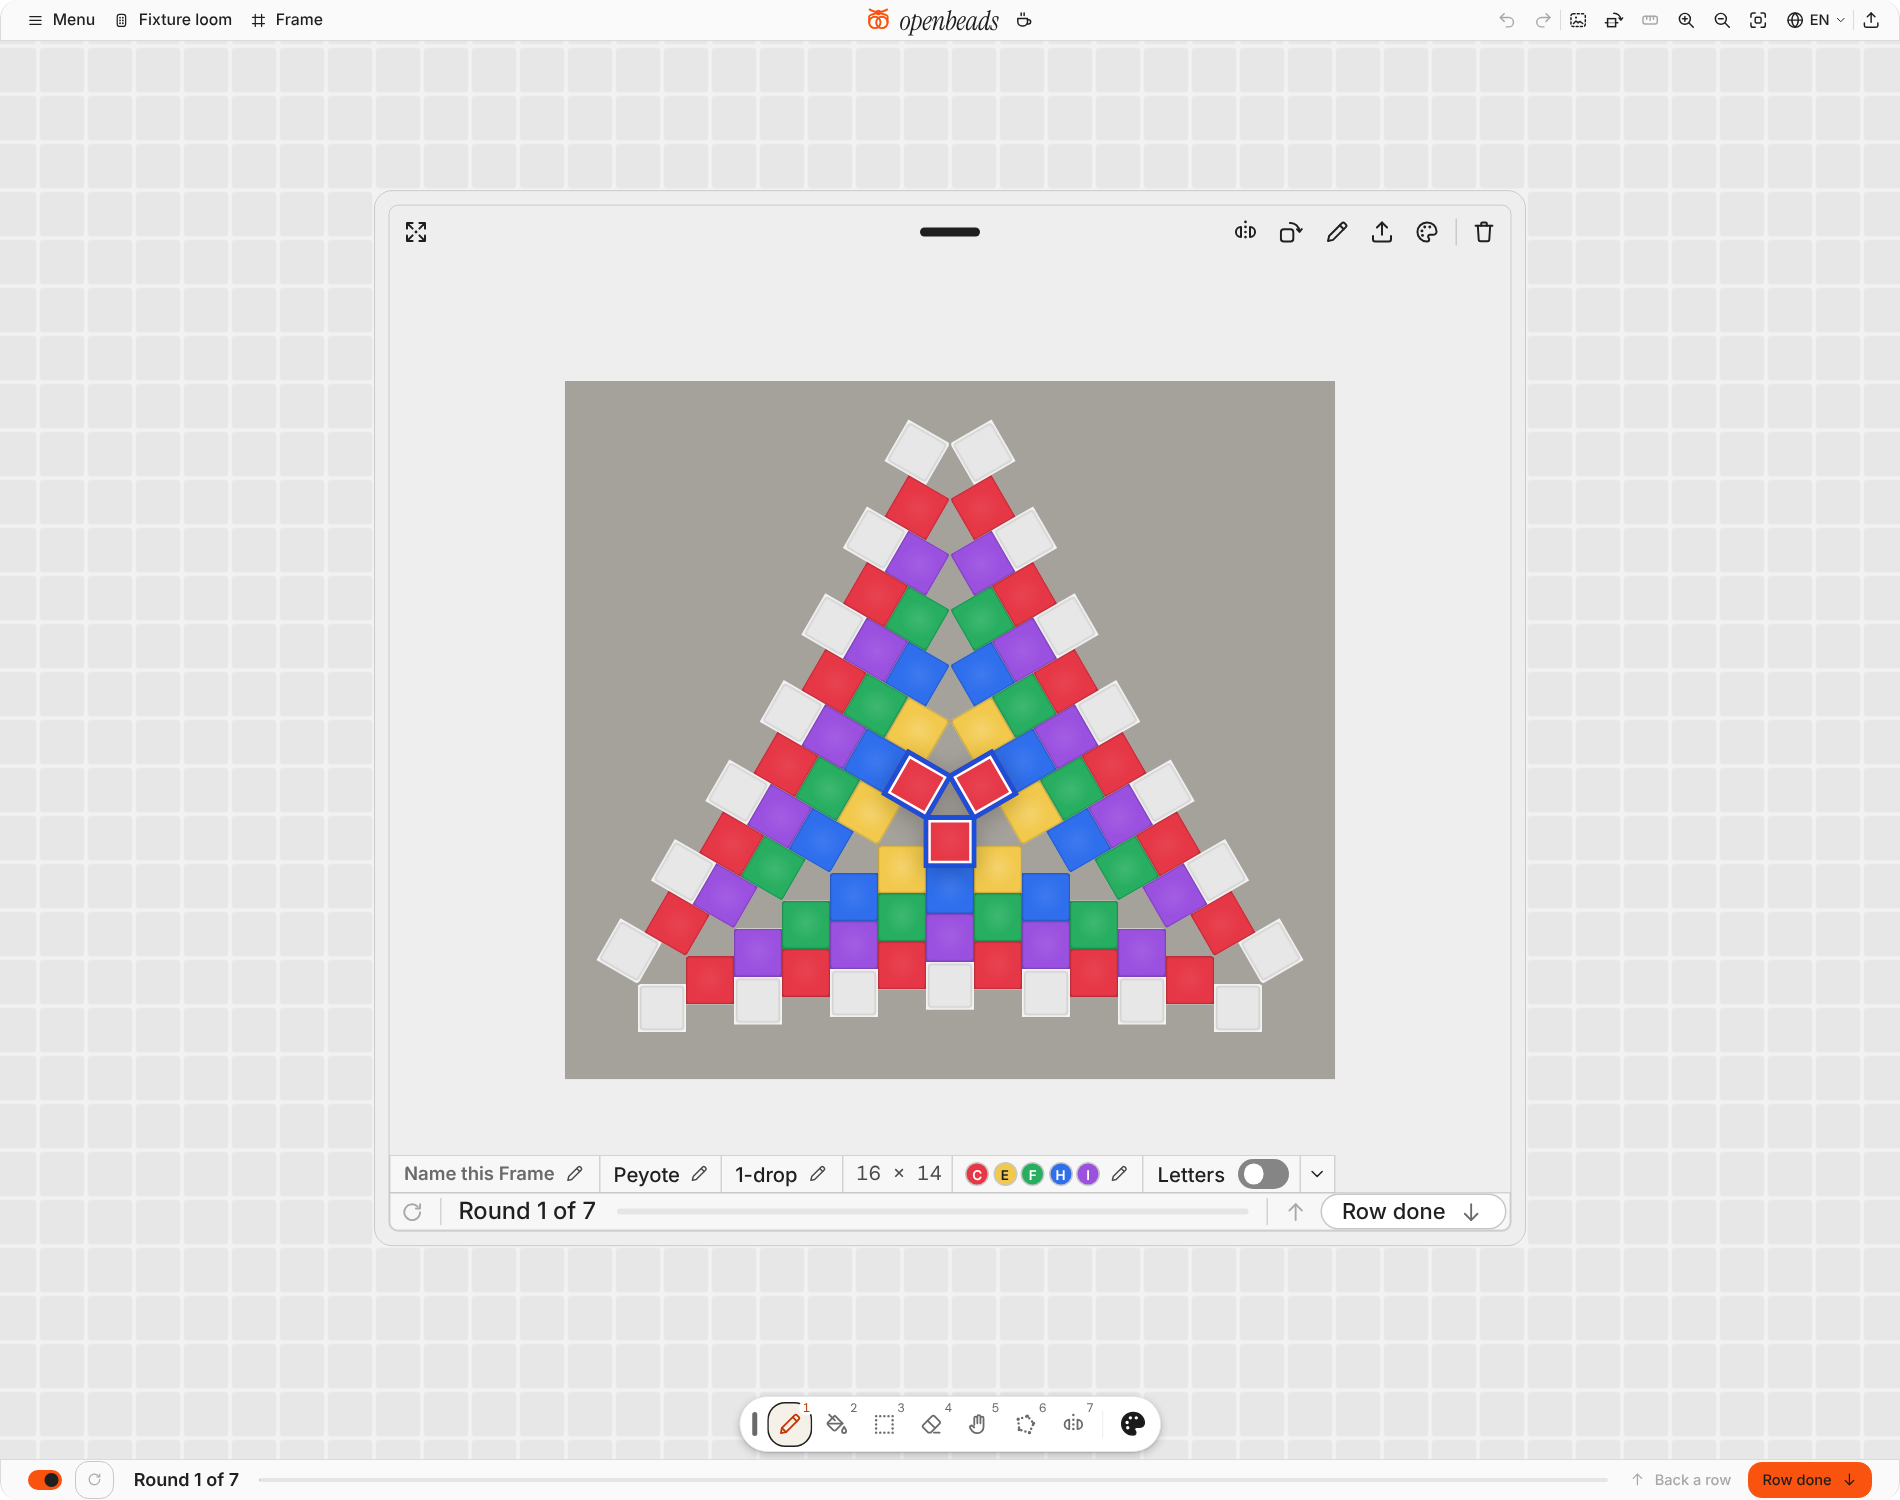 Menu Fixture loom Frame openbeads EN
Name this Frame Peyote 1-drop 16 × 14 C E F H I Letters
Round 1 of 7 Row done
1 2 3 4 5 6 7
Round 1 of 7 Back a row Row done